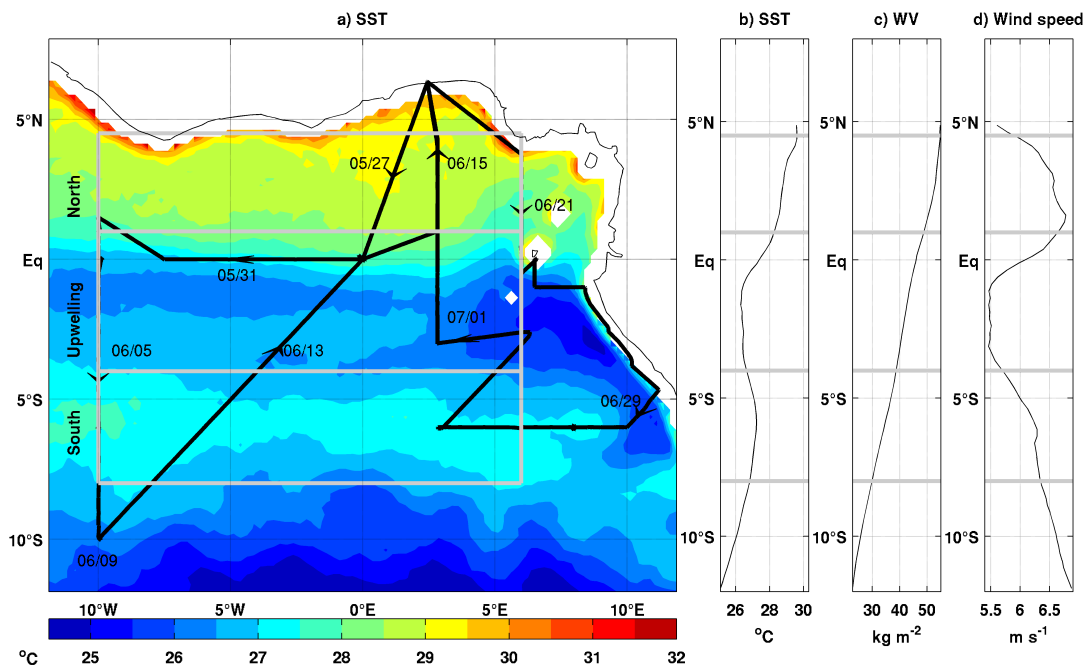 a) SST
b) SST
c) WV
d) Wind speed
5°N
Eq
5°S
10°S
North
Upwelling
South
05/27
06/15
06/21
05/31
07/01
06/05
06/13
06/29
06/09
10°W
5°W
0°E
5°E
10°E
°C
25
26
27
28
29
30
31
32
5°N
Eq
5°S
10°S
26
28
30
°C
5°N
Eq
5°S
10°S
30
40
50
kg m⁻²
5°N
Eq
5°S
10°S
5.5
6
6.5
m s⁻¹